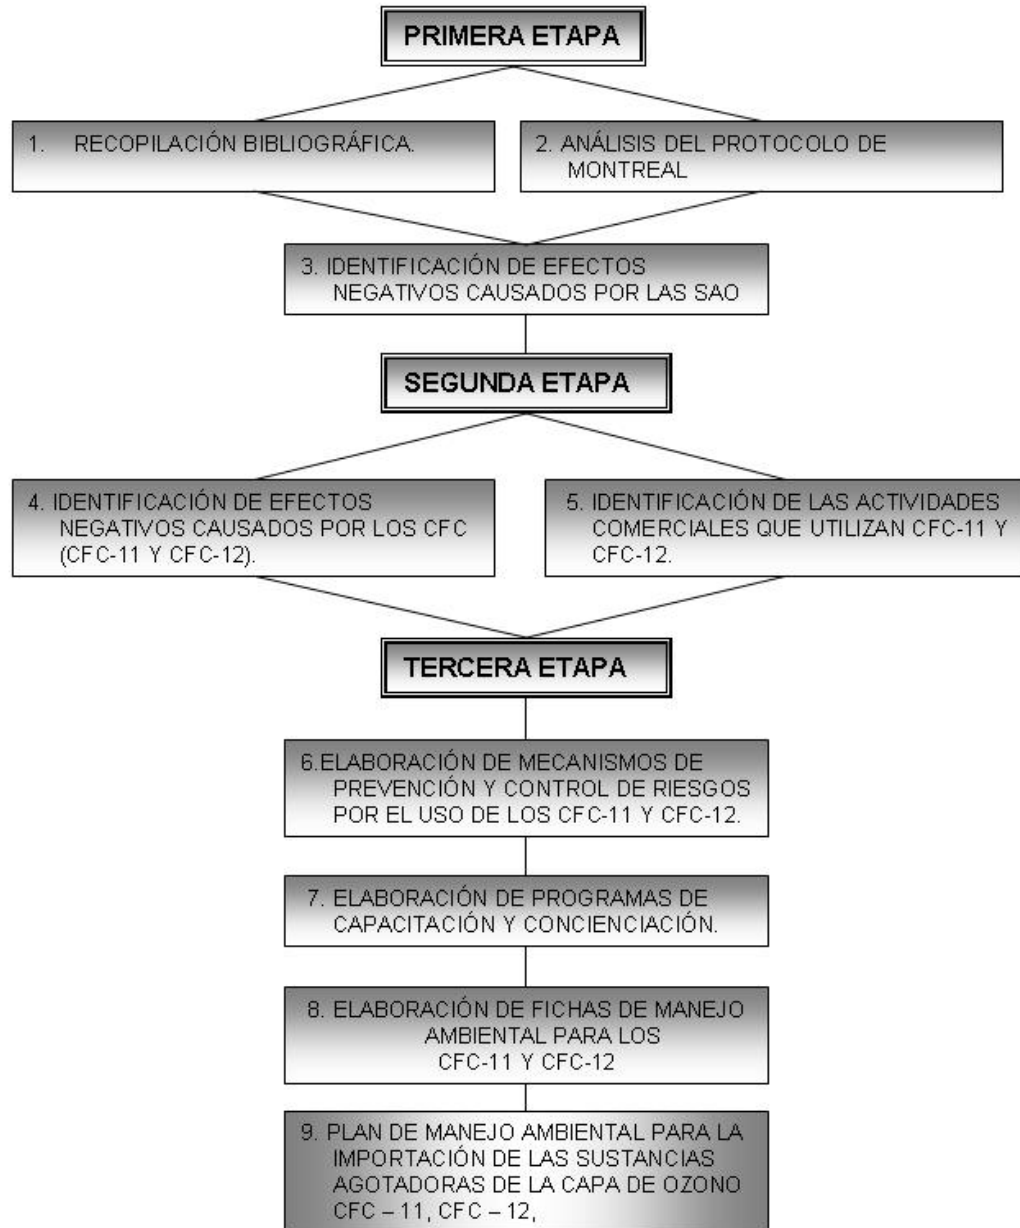 PRIMERA ETAPA
1. RECOPILACIÓN BIBLIOGRÁFICA.
2. ANÁLISIS DEL PROTOCOLO DE
MONTREAL
3. IDENTIFICACIÓN DE EFECTOS
NEGATIVOS CAUSADOS POR LAS SAO
SEGUNDA ETAPA
4. IDENTIFICACIÓN DE EFECTOS
NEGATIVOS CAUSADOS POR LOS CFC
(CFC-11 Y CFC-12).
5. IDENTIFICACIÓN DE LAS ACTIVIDADES
COMERCIALES QUE UTILIZAN CFC-11 Y
CFC-12.
TERCERA ETAPA
6.ELABORACIÓN DE MECANISMOS DE
PREVENCIÓN Y CONTROL DE RIESGOS
POR EL USO DE LOS CFC-11 Y CFC-12.
7. ELABORACIÓN DE PROGRAMAS DE
CAPACITACIÓN Y CONCIENCIACIÓN.
8. ELABORACIÓN DE FICHAS DE MANEJO
AMBIENTAL PARA LOS
CFC-11 Y CFC-12
9. PLAN DE MANEJO AMBIENTAL PARA LA
IMPORTACIÓN DE LAS SUSTANCIAS
AGOTADORAS DE LA CAPA DE OZONO
CFC – 11, CFC – 12,